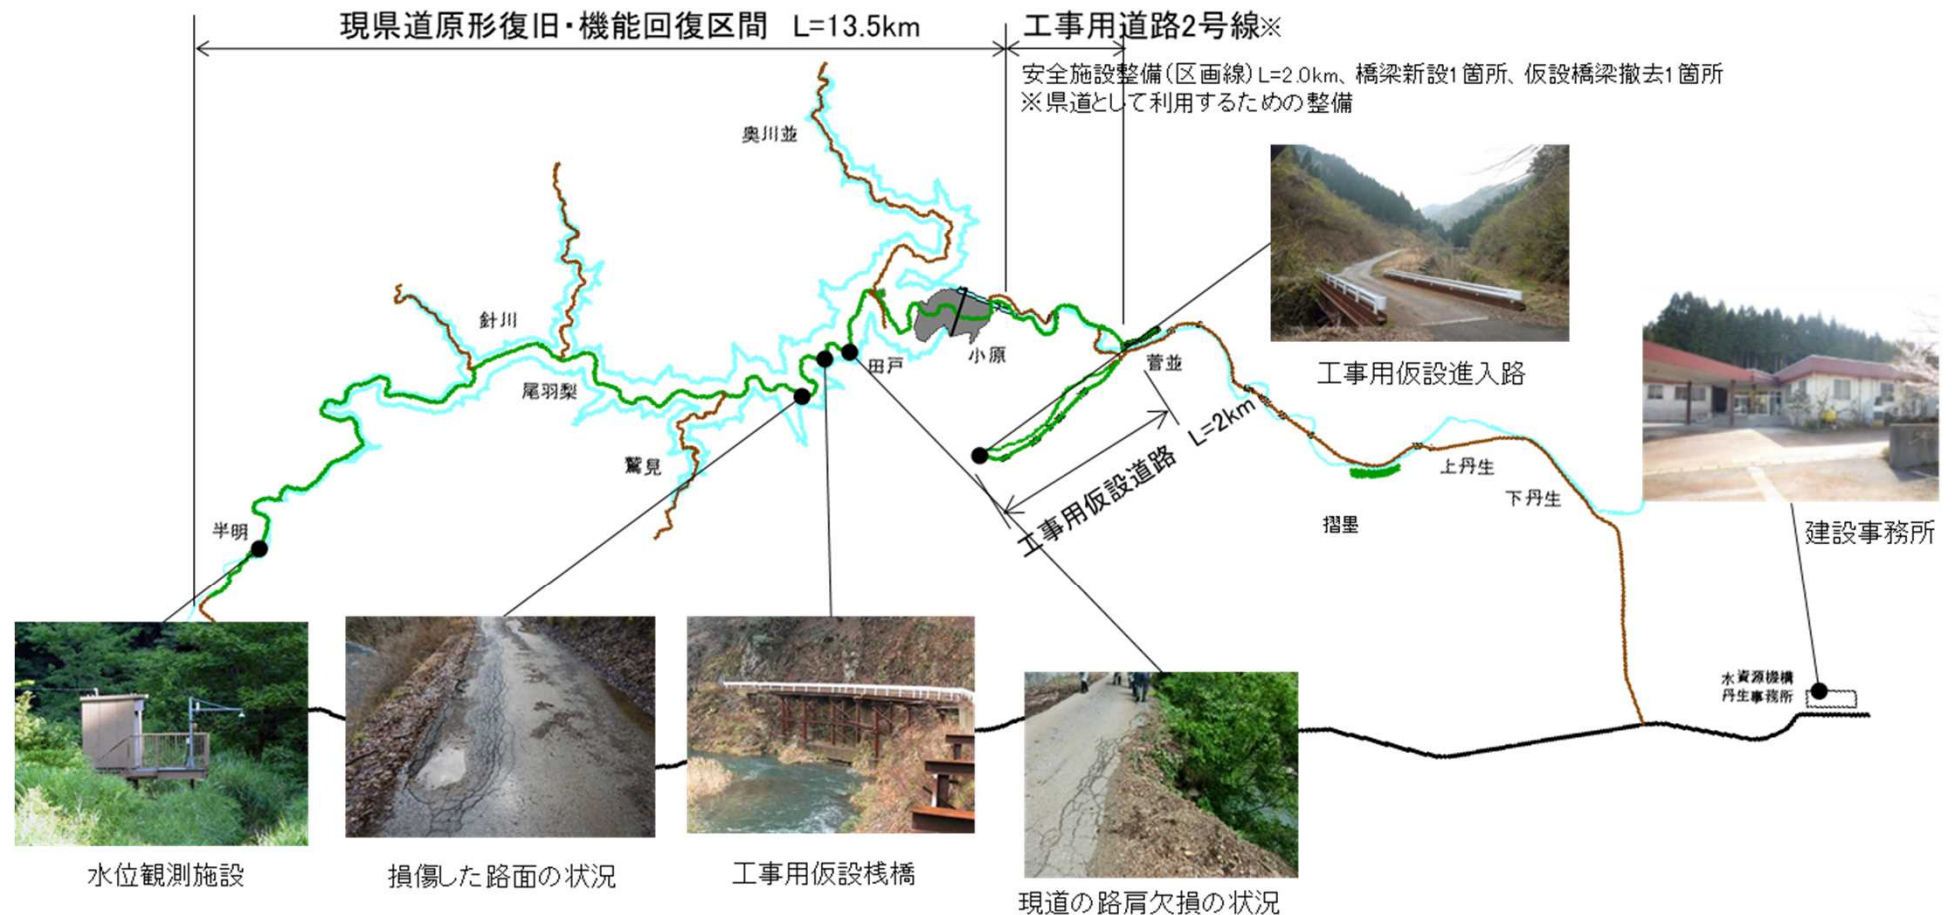 現県道原形復旧・機能回復区間 L=13.5km
工事用道路2号線※
安全施設整備(区画線)L=2.0km、橋梁新設1箇所、仮設橋梁撤去1箇所
※県道として利用するための整備
奥川並
針川
尾羽梨
鷲見
半明
田戸
小原
菅並
工事用仮設道路 L=2km
上丹生
下丹生
摺墨
工事用仮設進入路
建設事務所
水資源機構
丹生事務所
水位観測施設
損傷した路面の状況
工事用仮設桟橋
現道の路肩欠損の状況